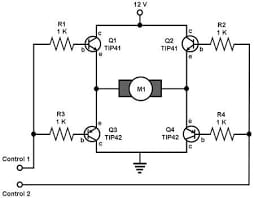 12 V
R1
1 K
c
Q1
TIP41
b
e
c
Q2
TIP41
b
e
R2
1 K
M1
R3
1 K
e
Q3
TIP42
b
c
e
Q4
TIP42
b
c
R4
1 K
Control 1
Control 2